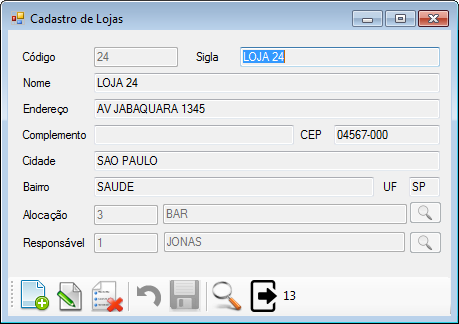 Cadastro de Lojas
Código 24 Sigla LOJA 24
Nome LOJA 24
Endereço AV JABAQUARA 1345
Complemento CEP 04567-000
Cidade SAO PAULO
Bairro SAUDE UF SP
Alocação 3 BAR
Responsável 1 JONAS
13